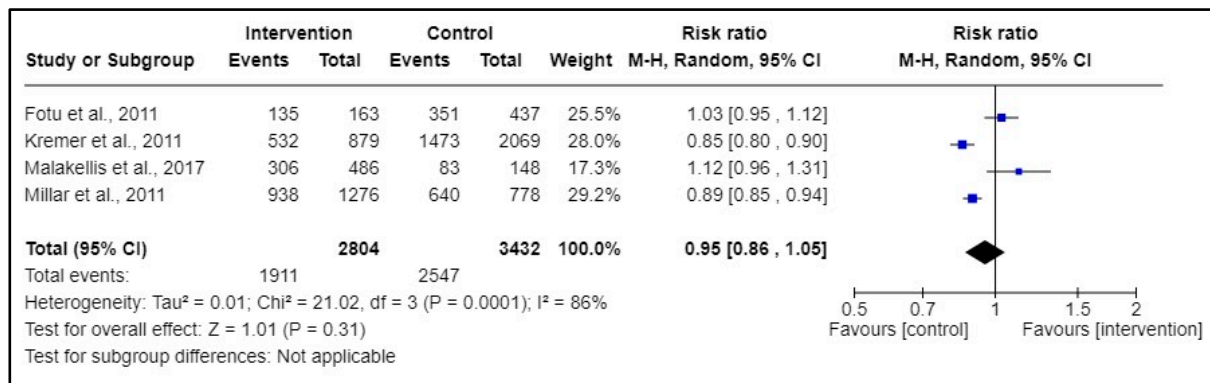 Intervention Control Risk ratio Risk ratio
Study or Subgroup Events Total Events Total Weight M-H, Random, 95% CI M-H, Random, 95% CI
Fotu et al., 2011 135 163 351 437 25.5% 1.03 [0.95 , 1.12]
Kremer et al., 2011 532 879 1473 2069 28.0% 0.85 [0.80 , 0.90]
Malakellis et al., 2017 306 486 83 148 17.3% 1.12 [0.96 , 1.31]
Millar et al., 2011 938 1276 640 778 29.2% 0.89 [0.85 , 0.94]
Total (95% CI) 2804 3432 100.0% 0.95 [0.86 , 1.05]
Total events: 1911 2547
Heterogeneity: Tau² = 0.01; Chi² = 21.02, df = 3 (P = 0.0001); I² = 86%
Test for overall effect: Z = 1.01 (P = 0.31)
Test for subgroup differences: Not applicable
0.5 0.7 1 1.5 2
Favours [control] Favours [intervention]